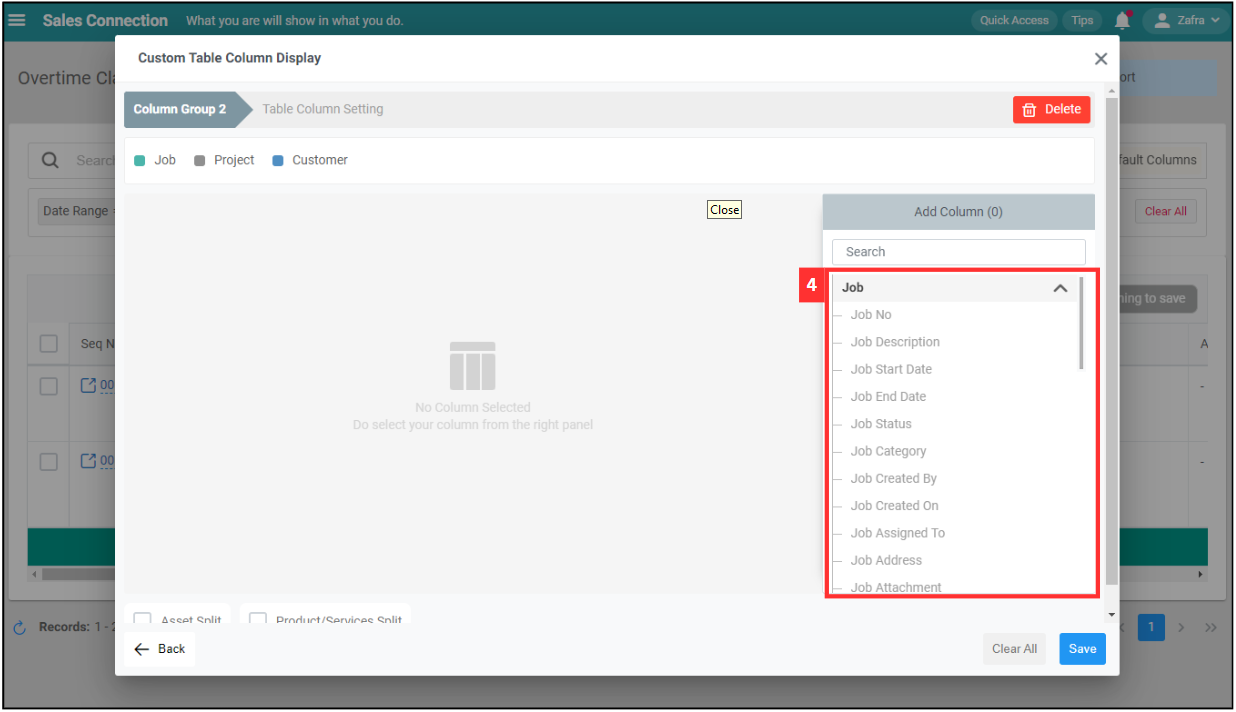 Sales Connection What you are will show in what you do. Quick Access Tips Zafra
Custom Table Column Display
Overtime Cl
ort
Column Group 2 Table Column Setting Delete
Job Project Customer
Search
fault Columns
Date Range =
Clear All
Close
Add Column (0)
Search
4
Job
Job No
Job Description
Job Start Date
Job End Date
Job Status
Job Category
Job Created By
Job Created On
Job Assigned To
Job Address
Job Attachment
ning to save
Seq N
A
00
-
00
-
No Column Selected
Do select your column from the right panel
Asset Split Product/Services Split
Records: 1 - 2
1
Back
Clear All Save